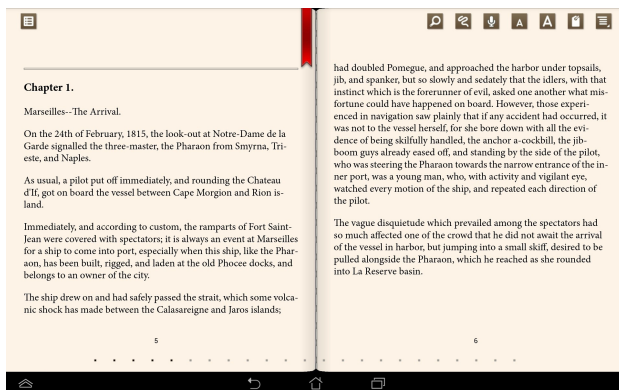 Chapter 1.
Marseilles--The Arrival.
On the 24th of February, 1815, the look-out at Notre-Dame de la
Garde signalled the three-master, the Pharaon from Smyrna, Tri-
este, and Naples.
As usual, a pilot put off immediately, and rounding the Chateau
d'If, got on board the vessel between Cape Morgion and Rion is-
land.
Immediately, and according to custom, the ramparts of Fort Saint-
Jean were covered with spectators; it is always an event at Marseilles
for a ship to come into port, especially when this ship, like the Phar-
aon, has been built, rigged, and laden at the old Phocee docks, and
belongs to an owner of the city.
The ship drew on and had safely passed the strait, which some volca-
nic shock has made between the Calasareigne and Jaros islands;
5
A
A
had doubled Pomegue, and approached the harbor under topsails,
jib, and spanker, but so slowly and sedately that the idlers, with that
instinct which is the forerunner of evil, asked one another what mis-
fortune could have happened on board. However, those experi-
enced in navigation saw plainly that if any accident had occurred, it
was not to the vessel herself, for she bore down with all the evi-
dence of being skilfully handled, the anchor a-cockbill, the jib-
boom guys already eased off, and standing by the side of the pilot,
who was steering the Pharaon towards the narrow entrance of the in-
ner port, was a young man, who, with activity and vigilant eye,
watched every motion of the ship, and repeated each direction of
the pilot.
The vague disquietude which prevailed among the spectators had
so much affected one of the crowd that he did not await the arrival
of the vessel in harbor, but jumping into a small skiff, desired to be
pulled alongside the Pharaon, which he reached as she rounded
into La Reserve basin.
6